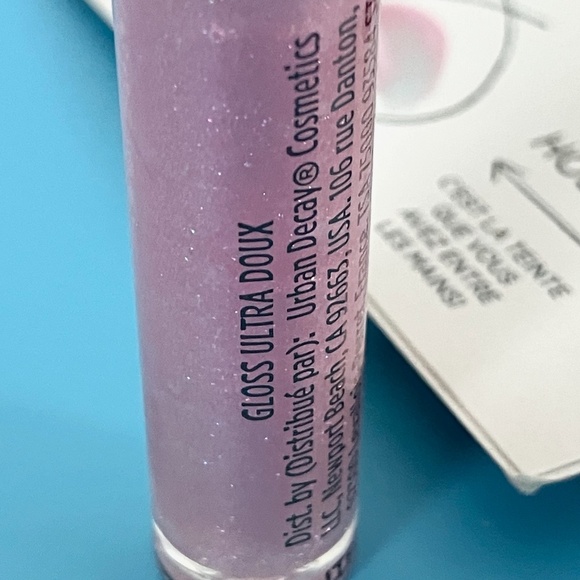 GLOSS ULTRA DOUX
Dist. by (Distribué par): Urban Decay® Cosmetics
LLC, Newport Beach, CA 92663, USA. 106 rue Danton,
C'EST LA TEINTE
QUE VOUS
AVEZ ENTRE
LES MAINS!